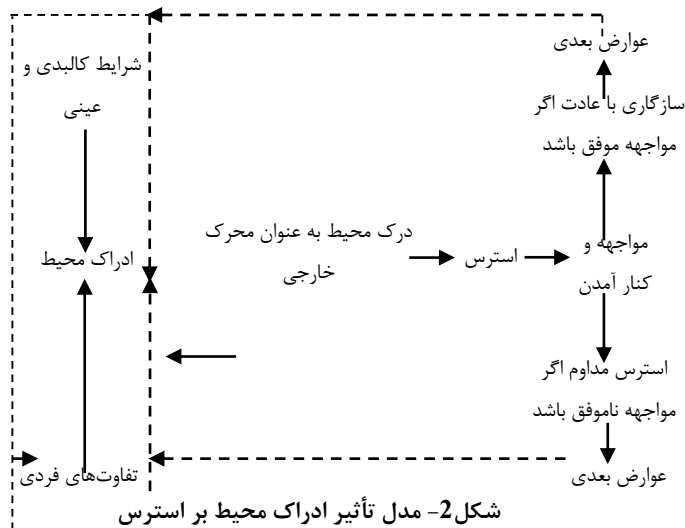 عوارض بعدی
شرایط کالبدی و
عینی
سازگاری با عادت اگر
مواجهه موفق باشد
ادراک محیط
درک محیط به عنوان محرک
خارجی
استرس
مواجهه و
کنار آمدن
استرس مداوم اگر
مواجهه ناموفق باشد
تفاوت‌های فردی
عوارض بعدی
شکل2- مدل تأثیر ادراک محیط بر استرس